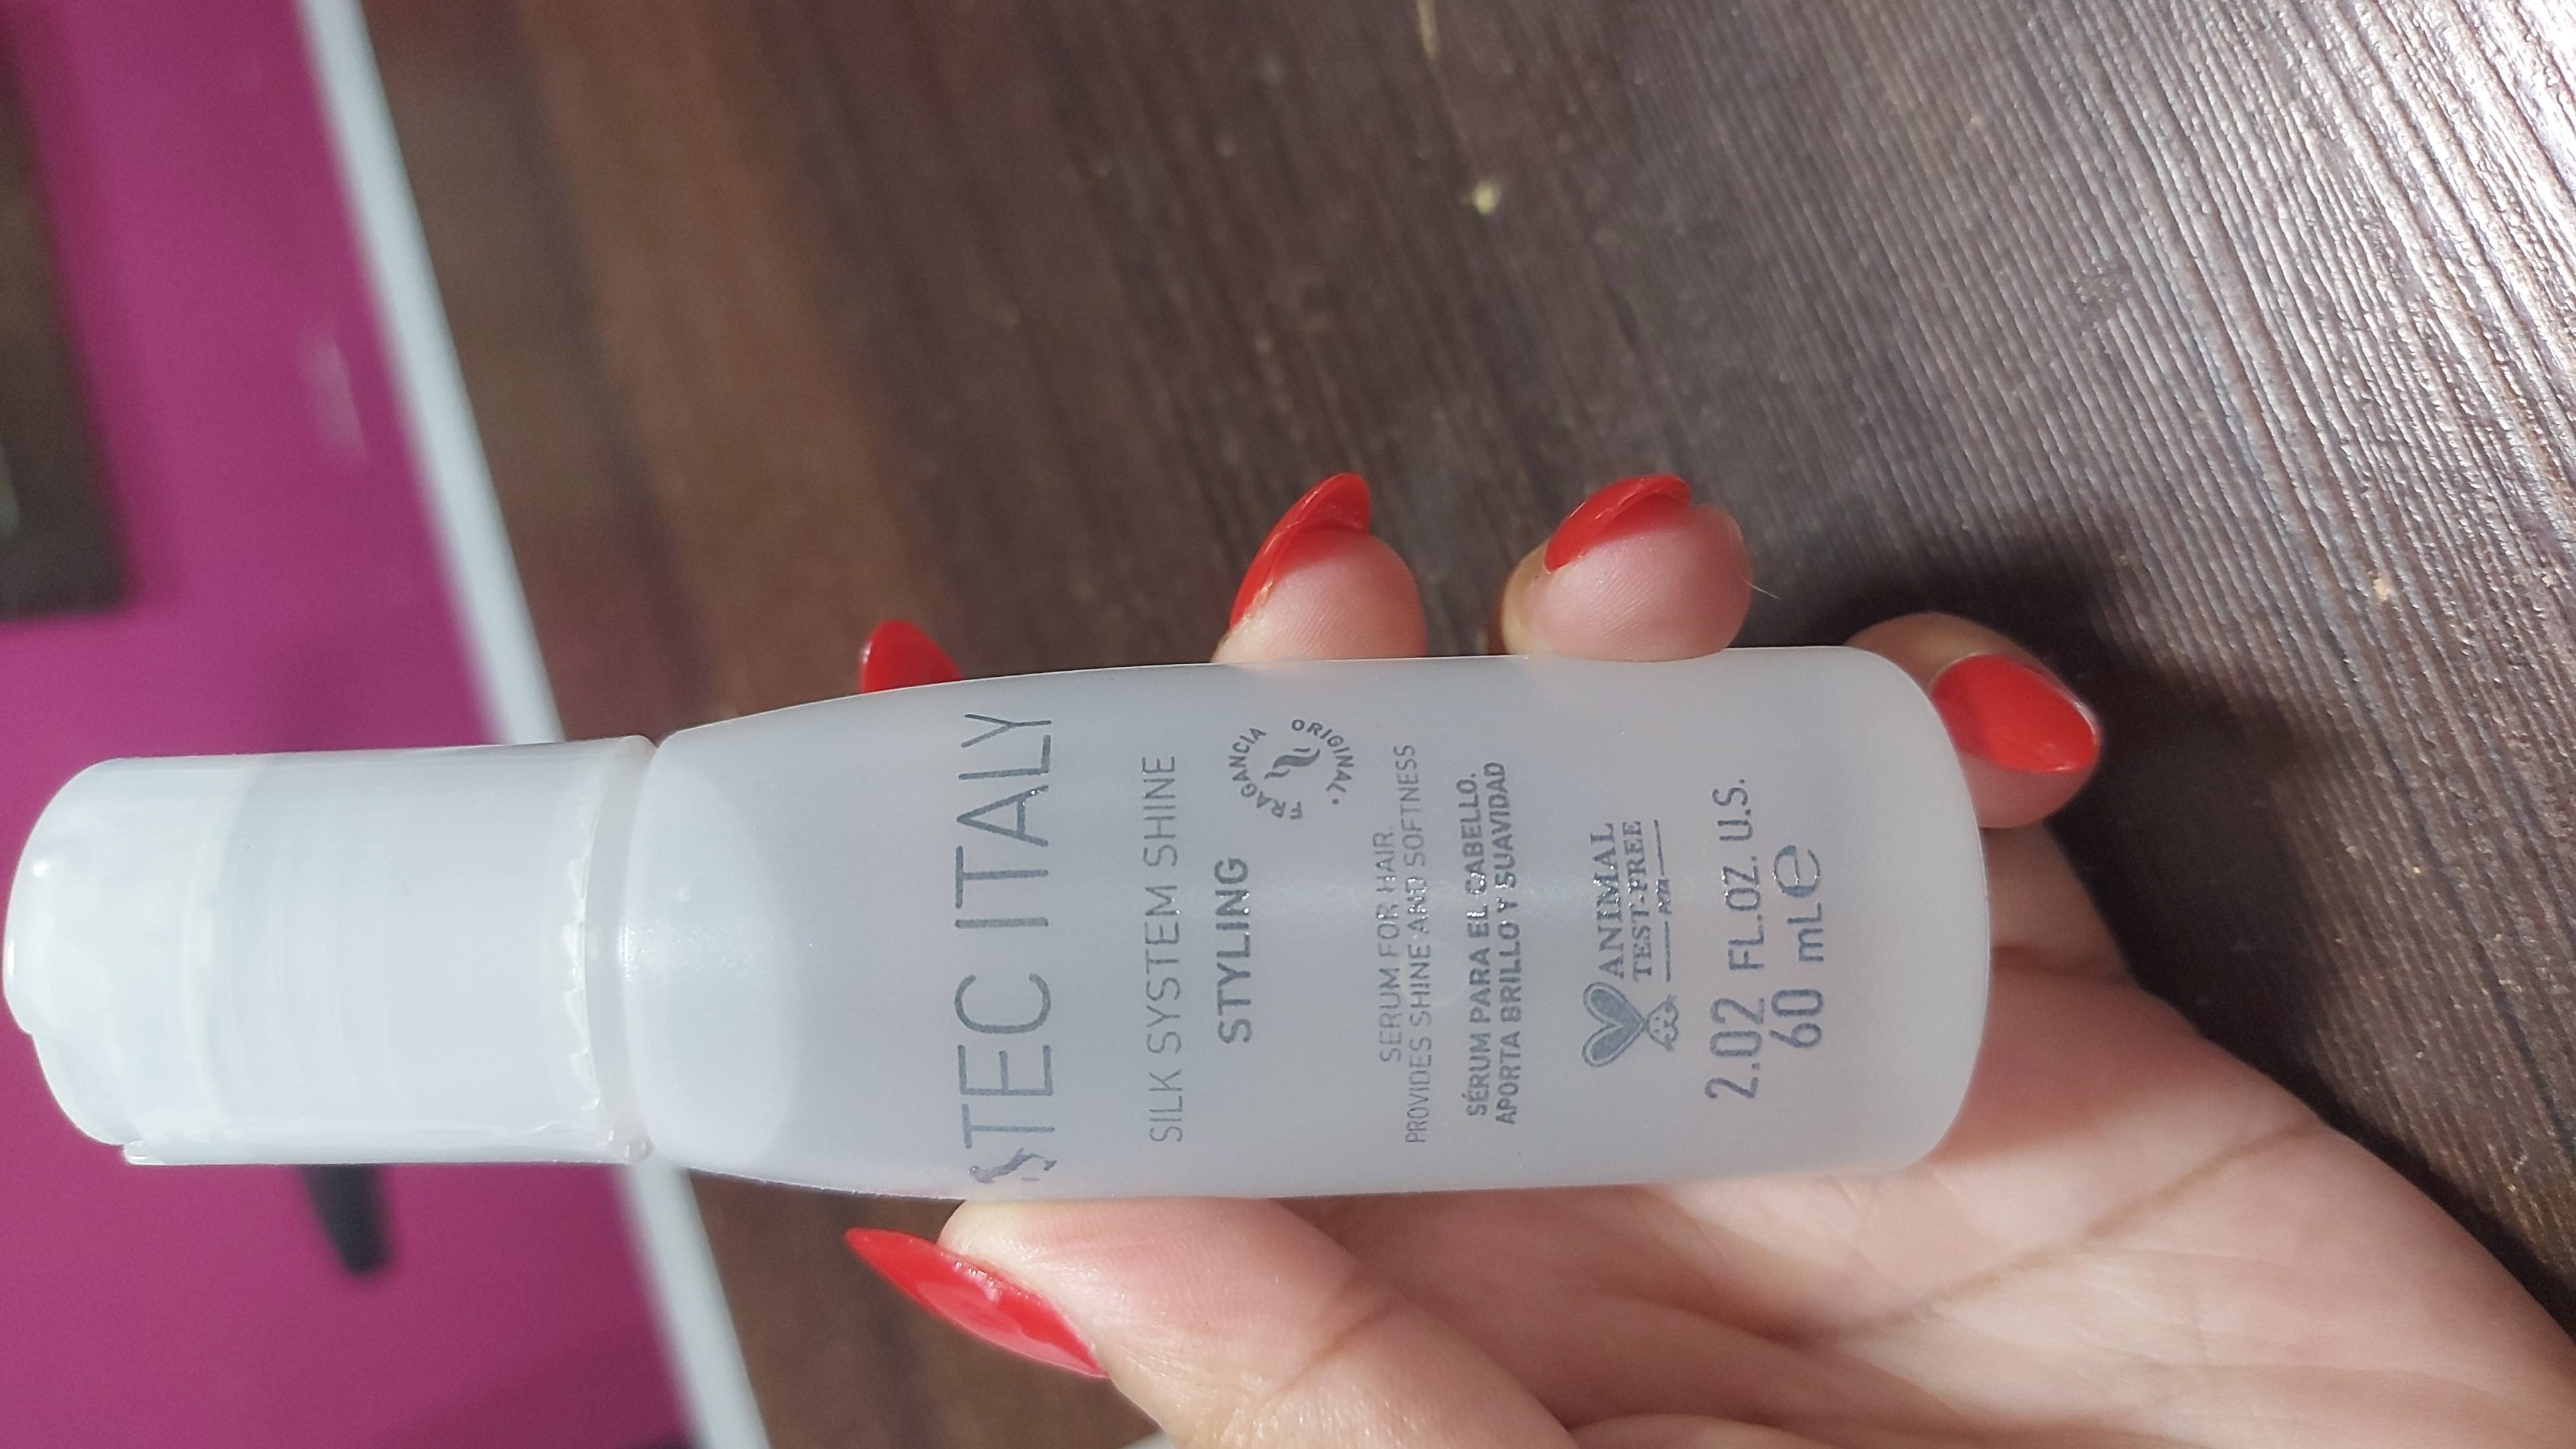 TEC ITALY
SILK SYSTEM SHINE
STYLING
FRAGANCIA ORIGINAL.
SERUM FOR HAIR.
PROVIDES SHINE AND SOFTNESS
SÉRUM PARA EL CABELLO.
APORTA BRILLO Y SUAVIDAD
ANIMAL
TEST-FREE
PETA
2.02 FL.OZ. U.S.
60 mL e